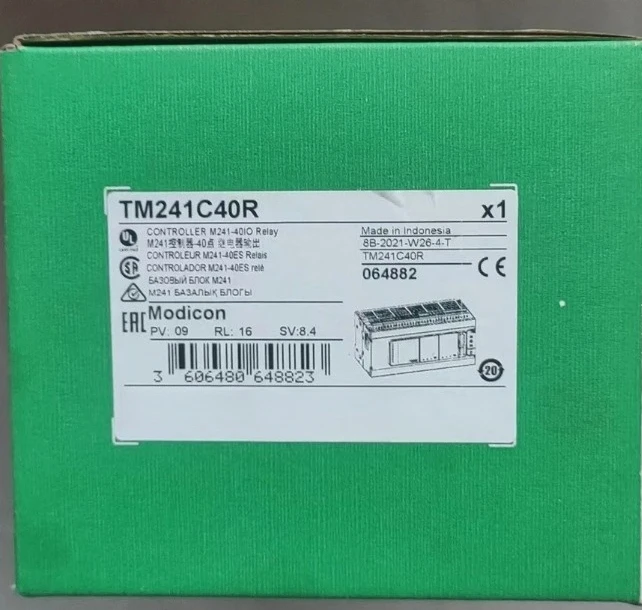 TM241C40R x1
CONTROLLER M241-40IO Relay
M241控制器-40点 继电器输出
CONTROLEUR M241-40ES Relais
CONTROLADOR M241-40ES relé
БАЗОВЫЙ БЛОК M241
M241 БАЗАЛЫҚ БЛОГЫ
Made in Indonesia
8B-2021-W26-4-T
TM241C40R
064882
CE
UL
SA
EAC
Modicon
PV: 09 RL: 16 SV:8.4
3 606480 648823
20